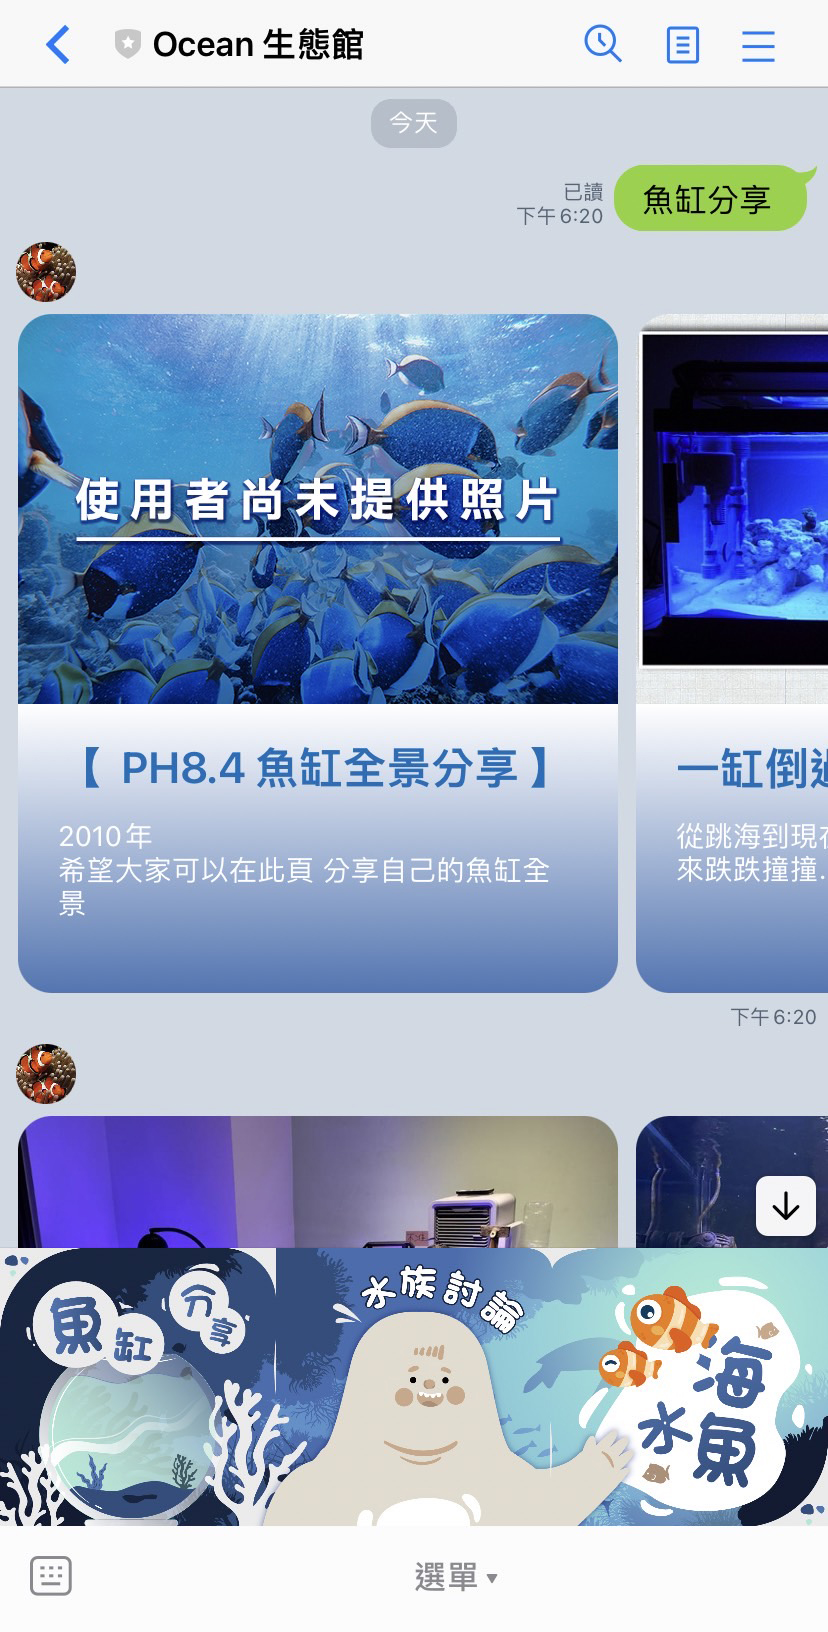 Ocean 生態館
今天
魚缸分享
已讀
下午 6:20
使用者尚未提供照片
【 PH8.4 魚缸全景分享 】
2010 年
希望大家可以在此頁 分享自己的魚缸全
景
一缸倒
從跳海到現在
來跌跌撞撞.
下午 6:20
魚缸分享
水族討論
海水魚
選單